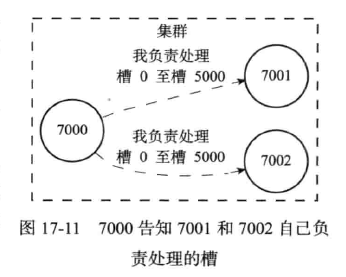 集群
我负责处理
槽 0 至槽 5000
7001
7000
我负责处理
槽 0 至槽 5000
7002
图 17-11 7000 告知 7001 和 7002 自己负
责处理的槽